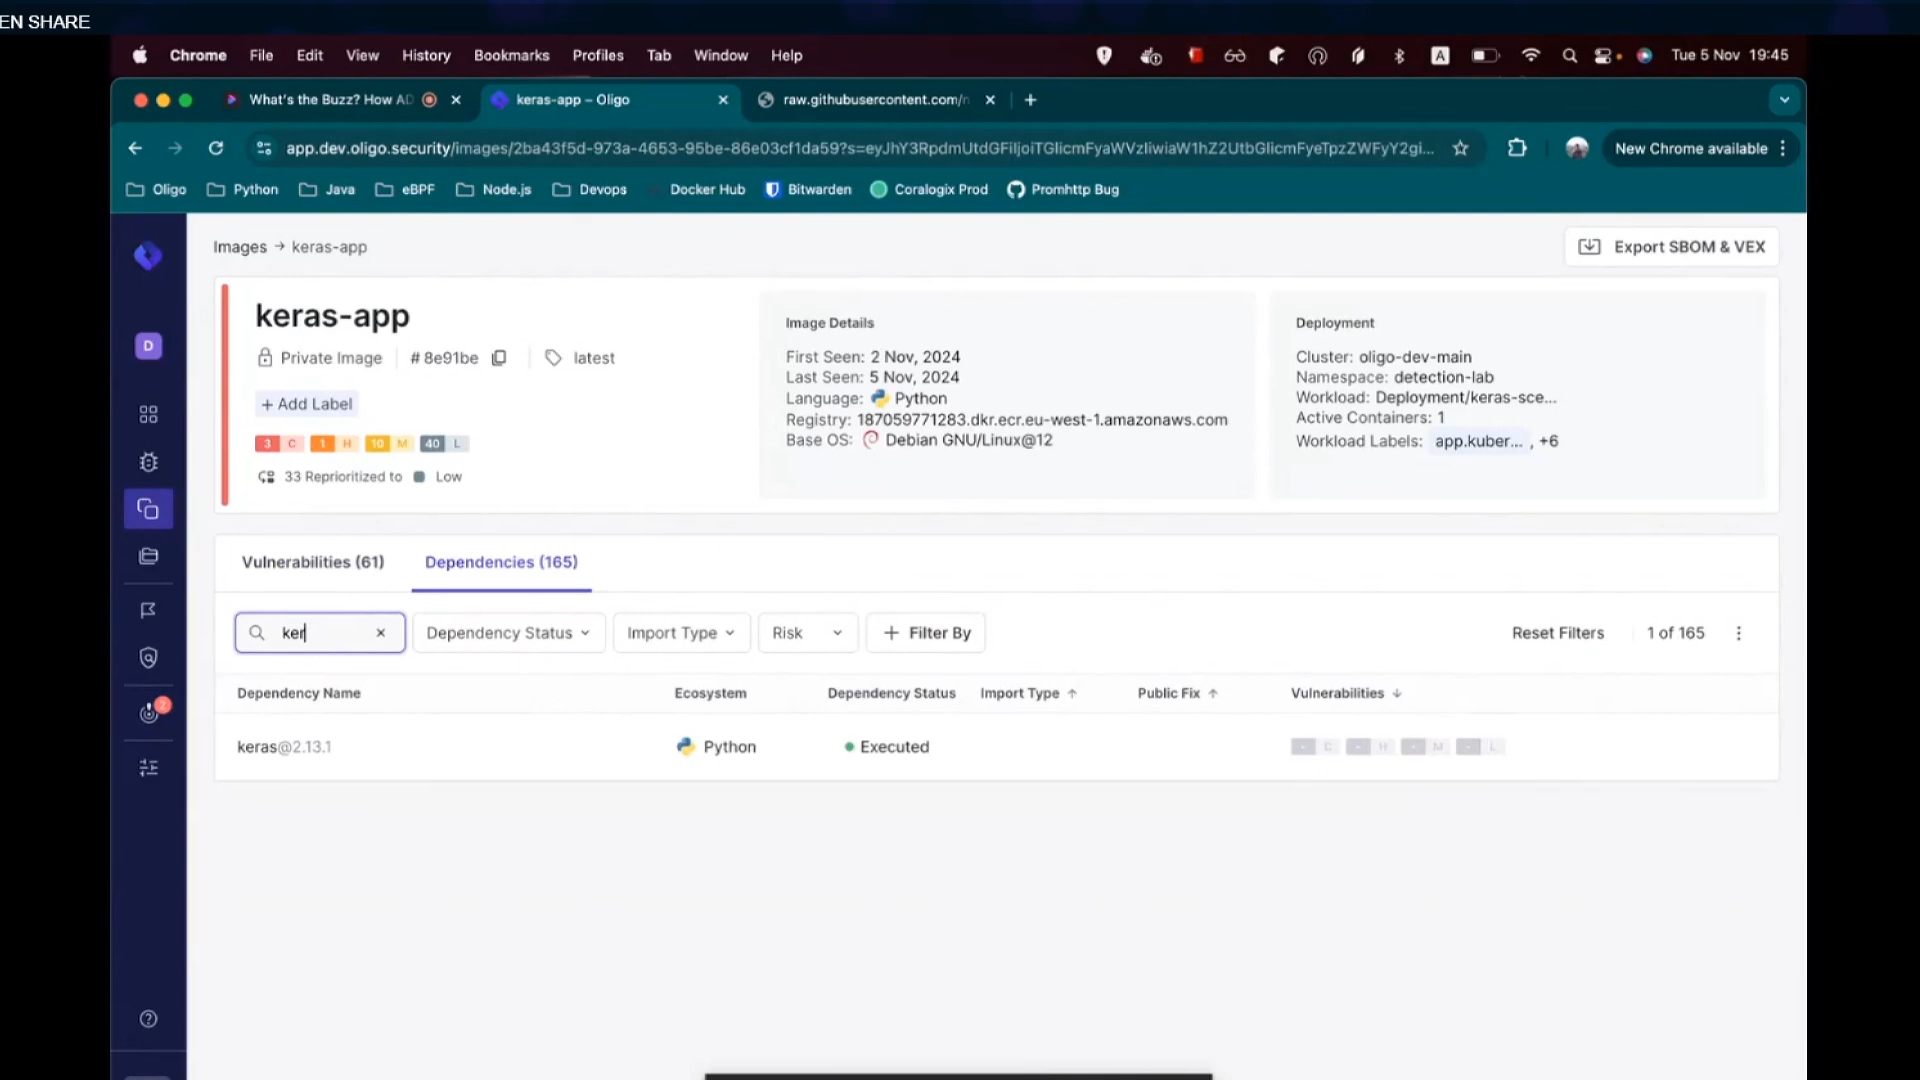 EN SHARE
Chrome File Edit View History Bookmarks Profiles Tab Window Help A Tue 5 Nov 19:45
What's the Buzz? How AD keras-app – Oligo raw.githubusercontent.com/r
app.dev.oligo.security/images/2ba43f5d-973a-4653-95be-86e03cf1da59?s=eyJhY3RpdmUtdGFiIjoiTGlicmFyaWVzIiwiaW1hZ2UtbGlicmFyeTpzZWFyY2gi... New Chrome available
Oligo Python Java eBPF Node.js Devops Docker Hub Bitwarden Coralogix Prod Promhttp Bug
Images → keras-app Export SBOM & VEX
D
keras-app
Private Image # 8e91be latest
+ Add Label
3 C 1 H 10 M 40 L
33 Reprioritized to Low
Image Details
First Seen: 2 Nov, 2024
Last Seen: 5 Nov, 2024
Language: Python
Registry: 187059771283.dkr.ecr.eu-west-1.amazonaws.com
Base OS: Debian GNU/Linux@12
Deployment
Cluster: oligo-dev-main
Namespace: detection-lab
Workload: Deployment/keras-sce...
Active Containers: 1
Workload Labels: app.kuber... , +6
Vulnerabilities (61) Dependencies (165)
ker Dependency Status Import Type Risk + Filter By Reset Filters 1 of 165
Dependency Name Ecosystem Dependency Status Import Type ↑ Public Fix ↑ Vulnerabilities ↓
keras@2.13.1 Python Executed - C - H - M - L
2